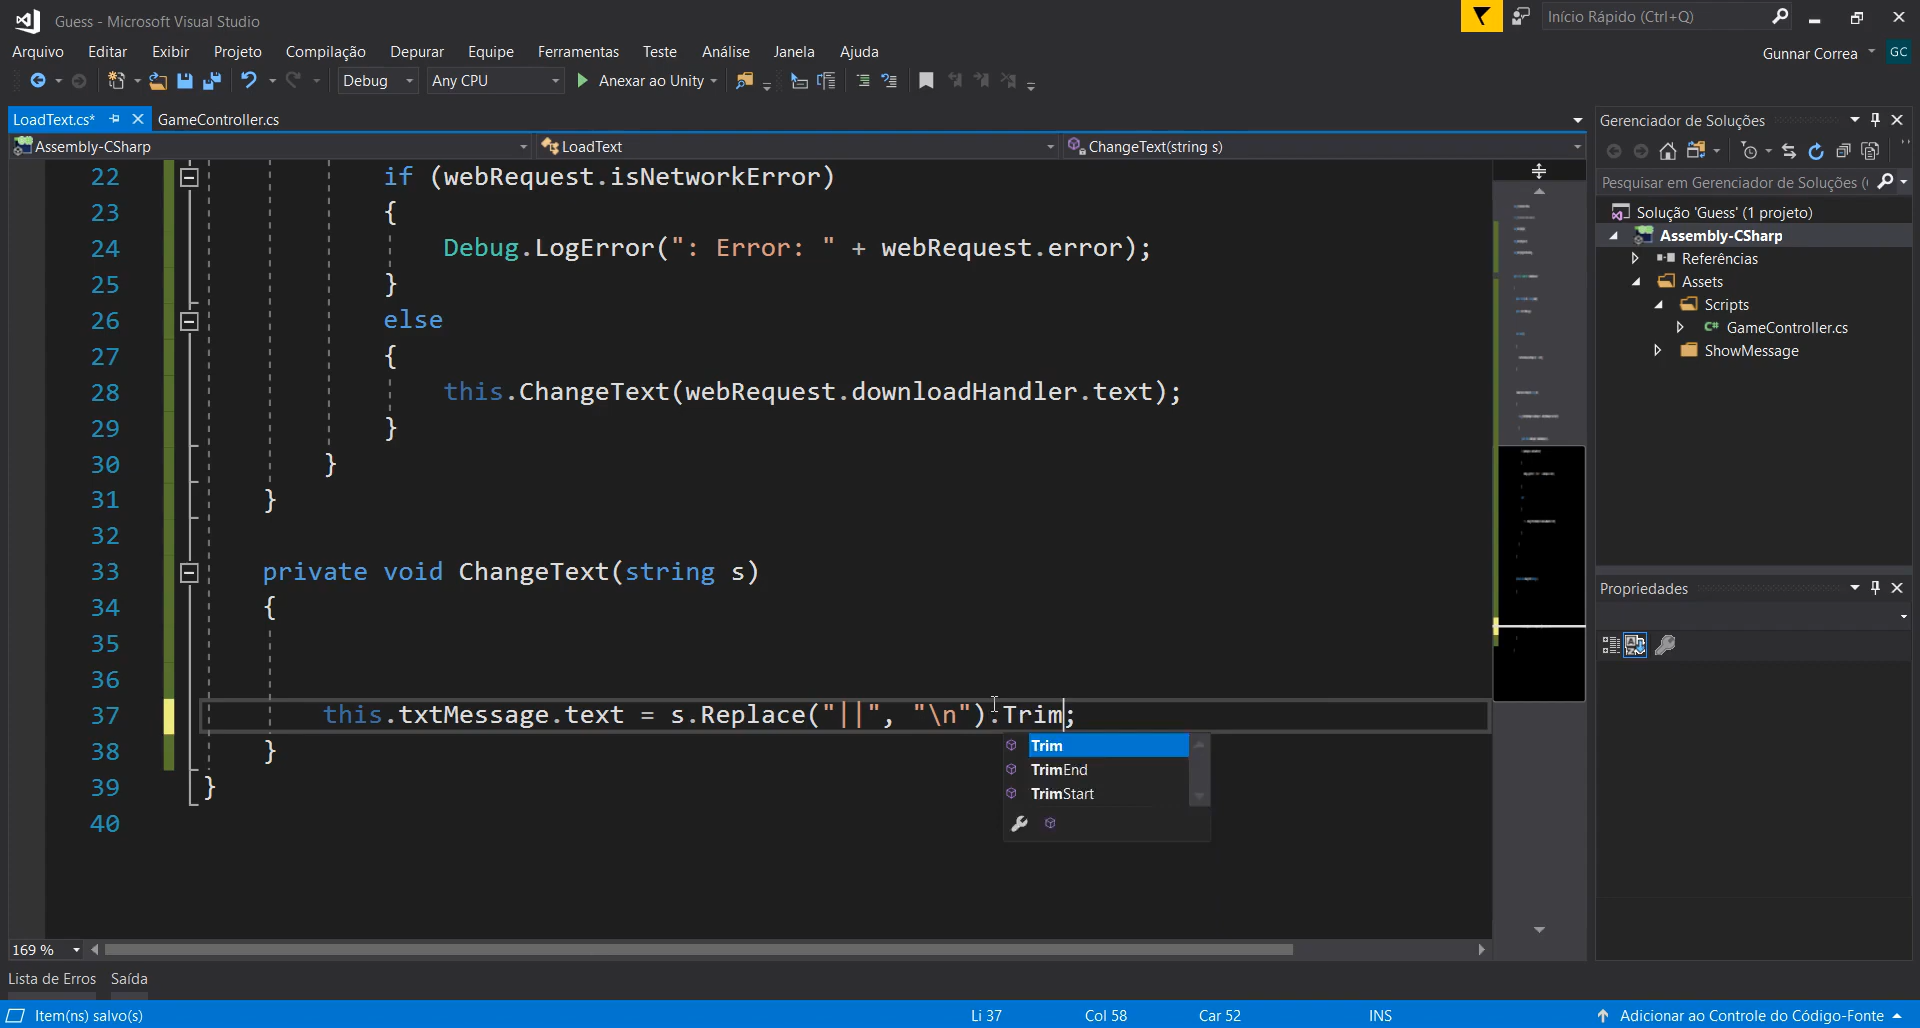 Guess - Microsoft Visual Studio
Início Rápido (Ctrl+Q)
Arquivo Editar Exibir Projeto Compilação Depurar Equipe Ferramentas Teste Análise Janela Ajuda
Gunnar Correa GC
Debug Any CPU Anexar ao Unity
LoadText.cs* GameController.cs
Assembly-CSharp LoadText ChangeText(string s)
22 if (webRequest.isNetworkError)
23 {
24 Debug.LogError(": Error: " + webRequest.error);
25 }
26 else
27 {
28 this.ChangeText(webRequest.downloadHandler.text);
29 }
30 }
31 }
32
33 private void ChangeText(string s)
34 {
35
36
37 this.txtMessage.text = s.Replace("||", "\n").Trim;
38 }
39 }
40
Trim
TrimEnd
TrimStart
169 %
Gerenciador de Soluções
Pesquisar em Gerenciador de Soluções (
Solução 'Guess' (1 projeto)
Assembly-CSharp
Referências
Assets
Scripts
C# GameController.cs
ShowMessage
Propriedades
Lista de Erros Saída
Item(ns) salvo(s) Li 37 Col 58 Car 52 INS Adicionar ao Controle do Código-Fonte